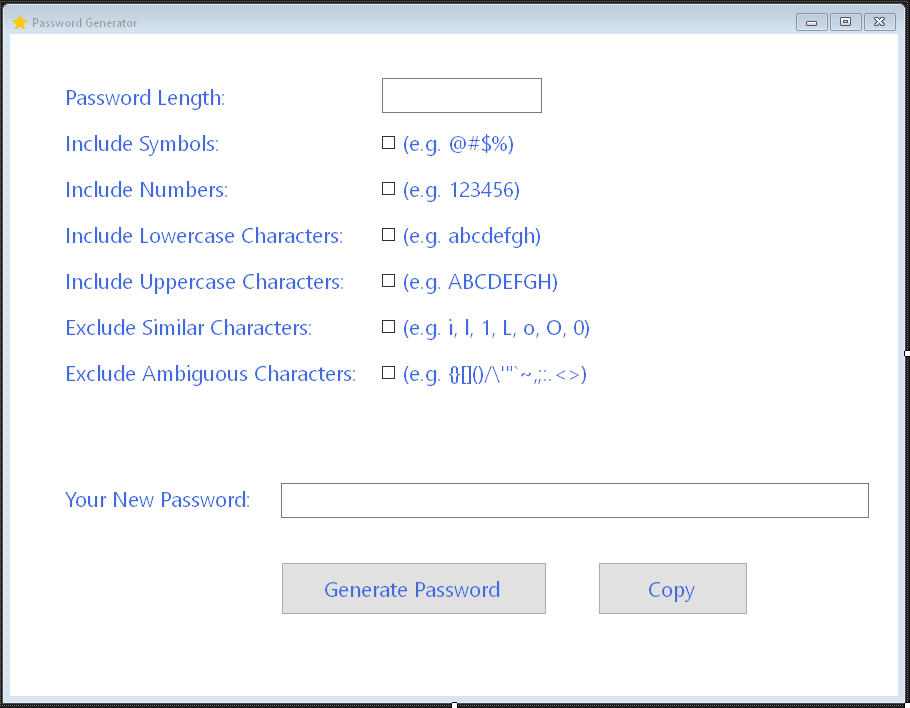 Password Generator
Password Length:
Include Symbols: (e.g. @#$%)
Include Numbers: (e.g. 123456)
Include Lowercase Characters: (e.g. abcdefgh)
Include Uppercase Characters: (e.g. ABCDEFGH)
Exclude Similar Characters: (e.g. i, l, 1, L, o, O, 0)
Exclude Ambiguous Characters: (e.g. {}[]()/\'"`~,;:.<>)
Your New Password:
Generate Password Copy